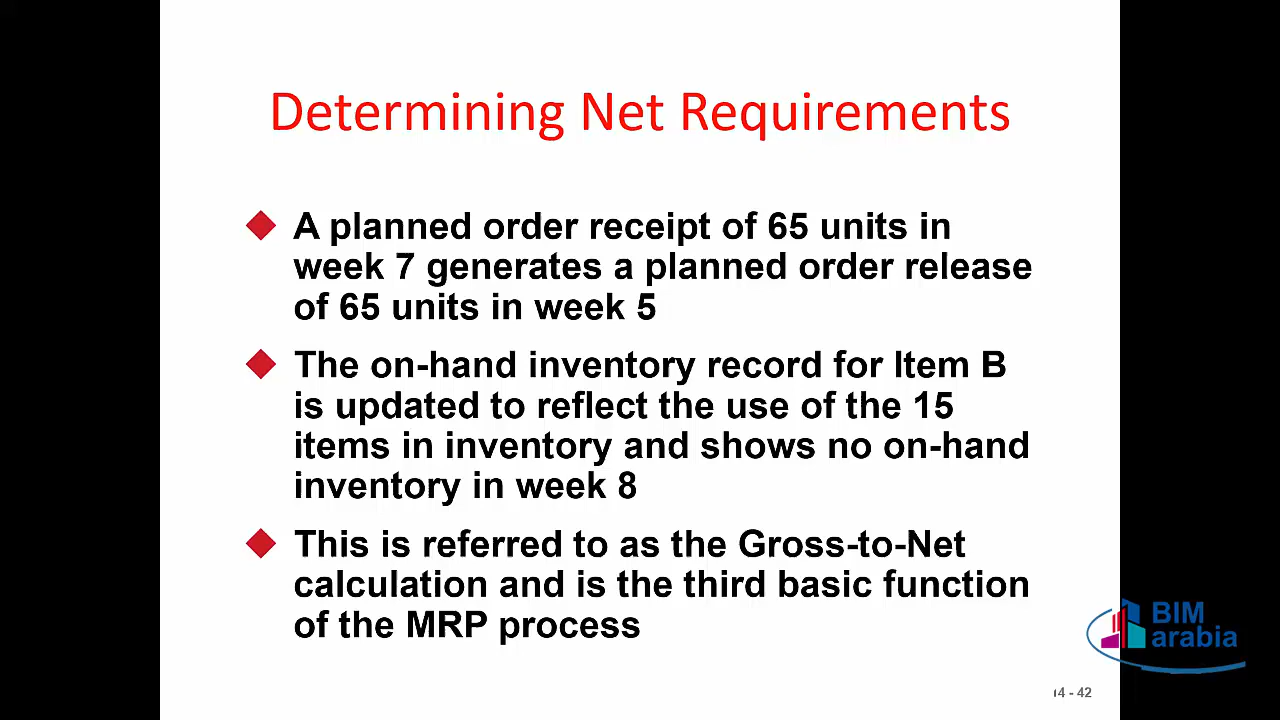 Determining Net Requirements
A planned order receipt of 65 units in
week 7 generates a planned order release
of 65 units in week 5
The on-hand inventory record for Item B
is updated to reflect the use of the 15
items in inventory and shows no on-hand
inventory in week 8
This is referred to as the Gross-to-Net
calculation and is the third basic function
of the MRP process
BIM
arabia
14 - 42